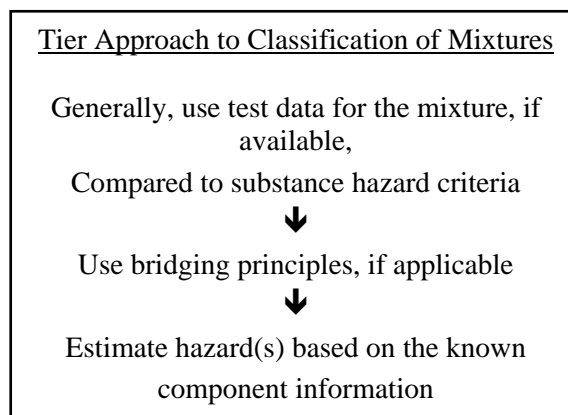 Tier Approach to Classification of Mixtures
Generally, use test data for the mixture, if
available,
Compared to substance hazard criteria
Use bridging principles, if applicable
Estimate hazard(s) based on the known
component information